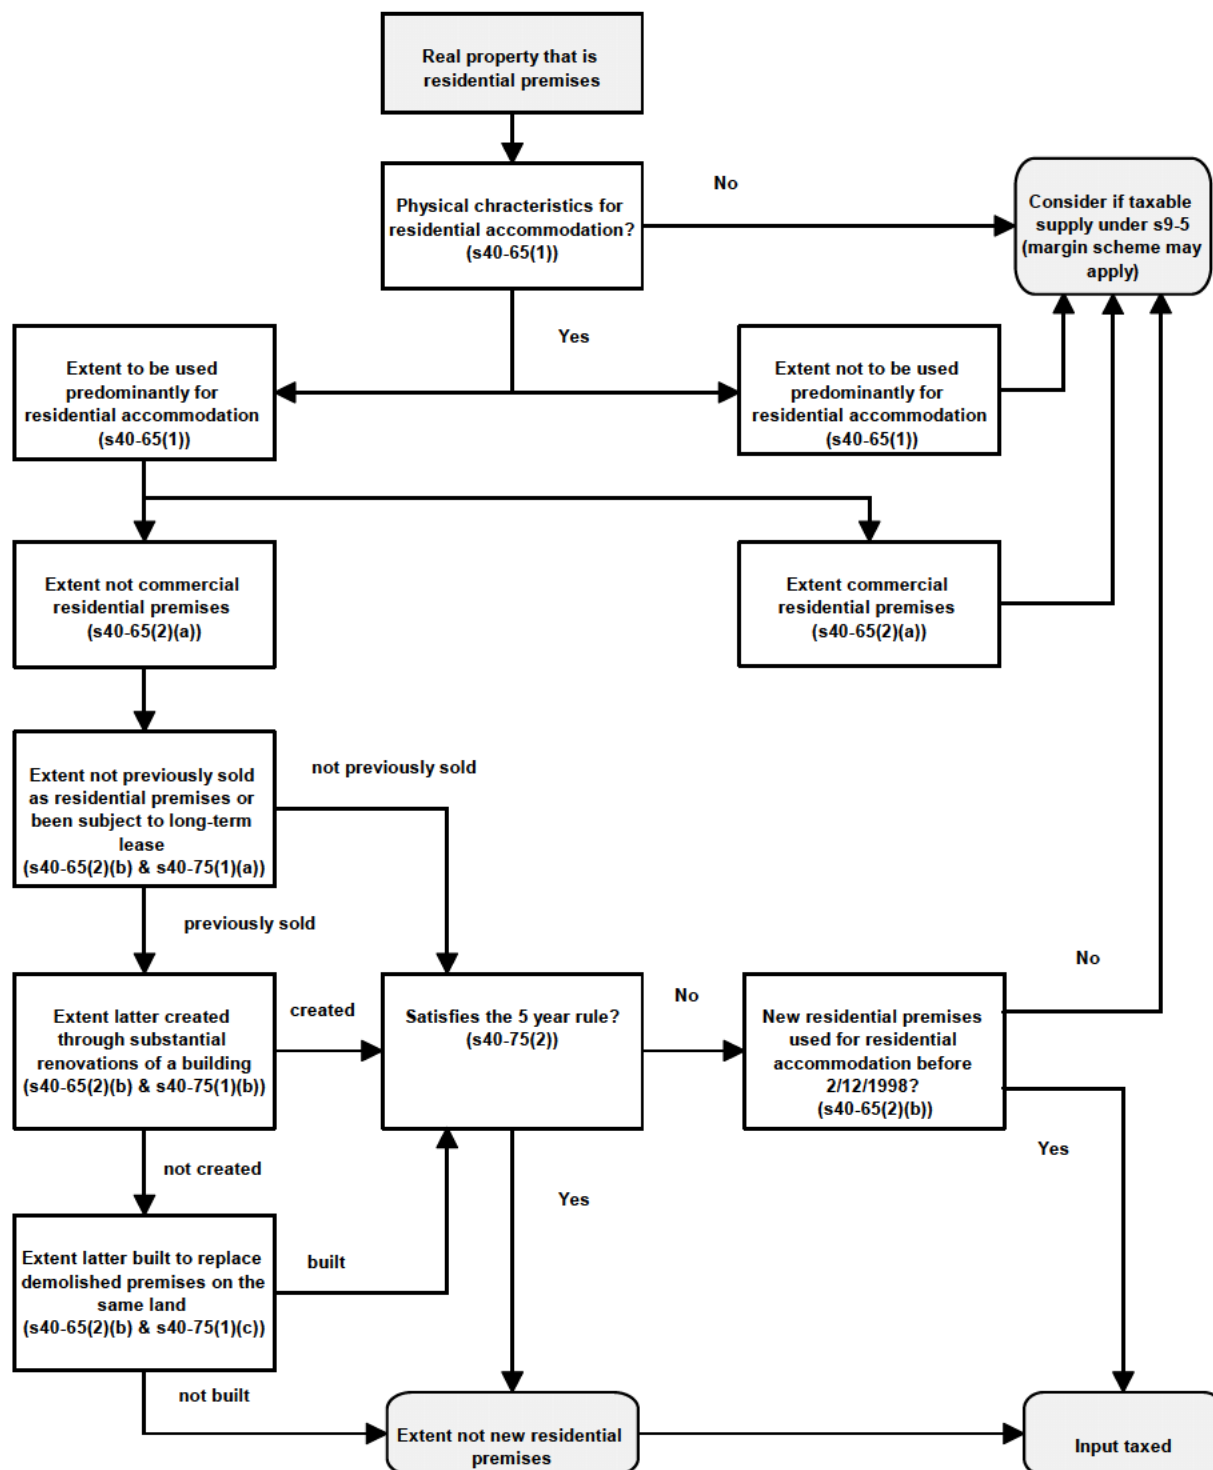 Real property that is
residential premises
Physical chracteristics for
residential accommodation?
(s40-65(1))
No
Consider if taxable
supply under s9-5
(margin scheme may
apply)
Yes
Extent to be used
predominantly for
residential accommodation
(s40-65(1))
Extent not to be used
predominantly for
residential accommodation
(s40-65(1))
Extent not commercial
residential premises
(s40-65(2)(a))
Extent commercial
residential premises
(s40-65(2)(a))
Extent not previously sold
as residential premises or
been subject to long-term
lease
(s40-65(2)(b) & s40-75(1)(a))
not previously sold
previously sold
Extent latter created
through substantial
renovations of a building
(s40-65(2)(b) & s40-75(1)(b))
created
Satisfies the 5 year rule?
(s40-75(2))
No
New residential premises
used for residential
accommodation before
2/12/1998?
(s40-65(2)(b))
No
Yes
not created
Yes
Extent latter built to replace
demolished premises on the
same land
(s40-65(2)(b) & s40-75(1)(c))
built
not built
Extent not new residential
premises
Input taxed